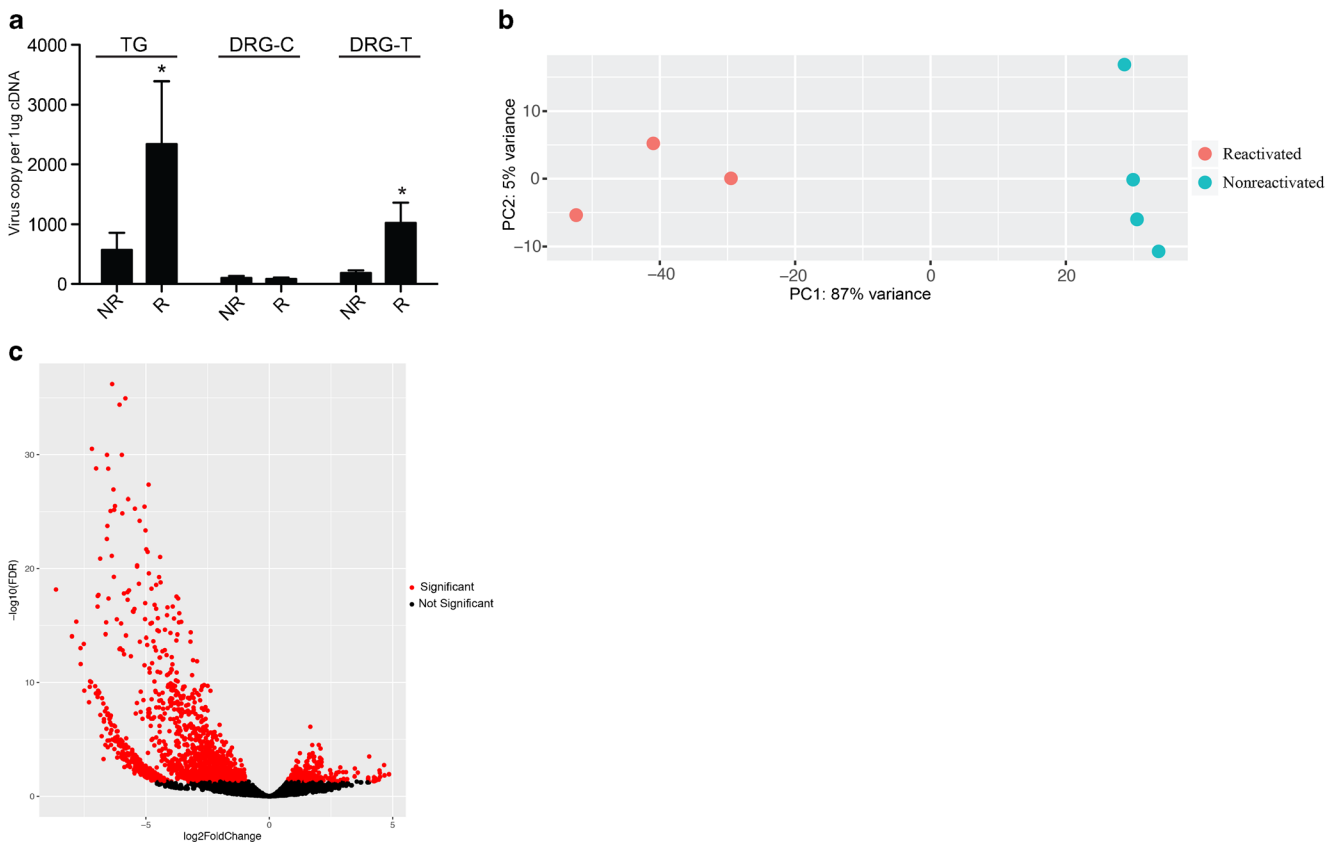 a
TG DRG-C DRG-T
Virus copy per 1ug cDNA
4000
3000
2000
1000
0
* *
NR R NR R NR R
b
PC2: 5% variance
10
0
−10
−40 −20 0 20
PC1: 87% variance
Reactivated
Nonreactivated
c
−log10(FDR)
30
20
10
0
−5 0 5
log2FoldChange
Significant
Not Significant